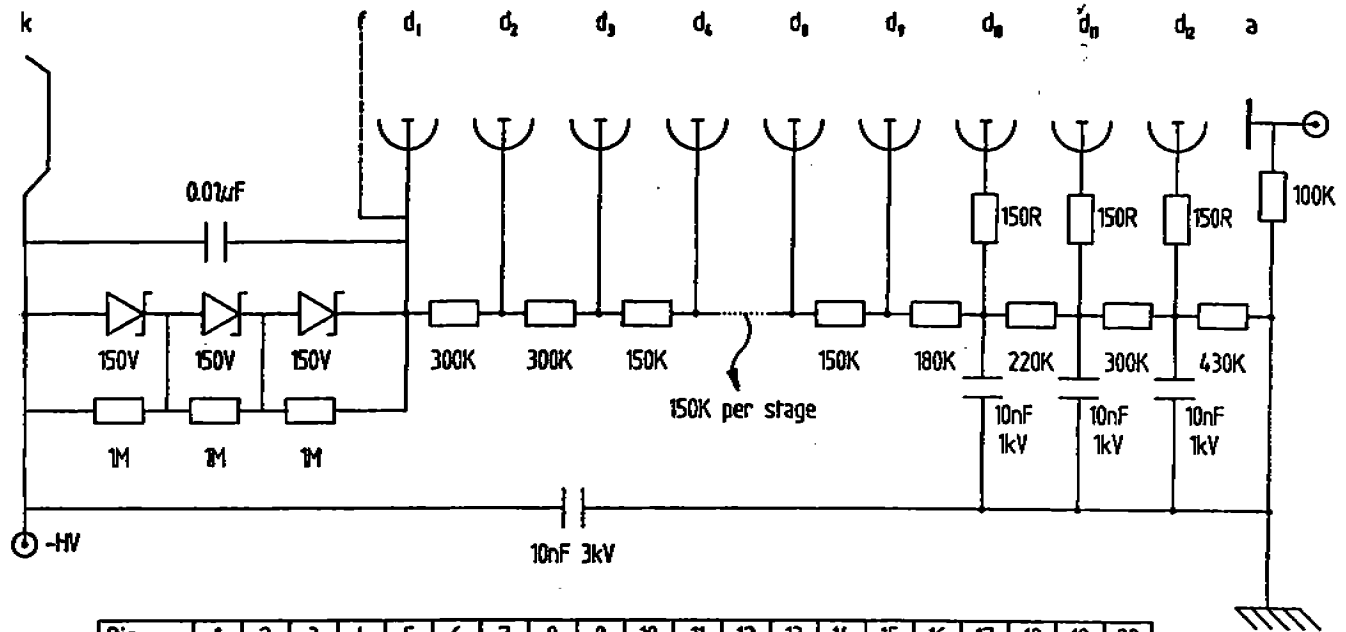 k f d₁ d₂ d₃ d₄ d₈ d₉ d₁₀ d₁₁ d₁₂ a
0.01μF
150R 150R 150R 100K
150V 150V 150V 300K 300K 150K 150K 180K 220K 300K 430K
150K per stage
10nF 10nF 10nF
1kV 1kV 1kV
1M 1M 1M
-HV
10nF 3kV